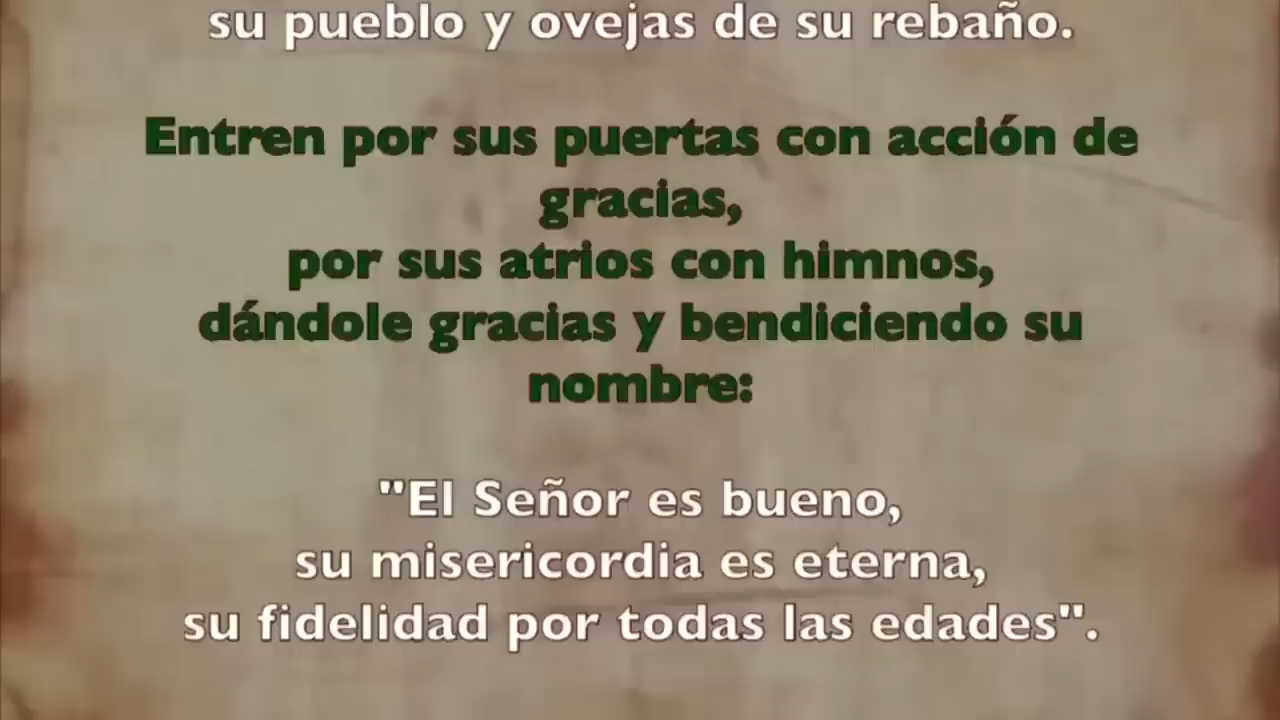 su pueblo y ovejas de su rebaño.
Entren por sus puertas con acción de
gracias,
por sus atrios con himnos,
dándole gracias y bendiciendo su
nombre:
"El Señor es bueno,
su misericordia es eterna,
su fidelidad por todas las edades".